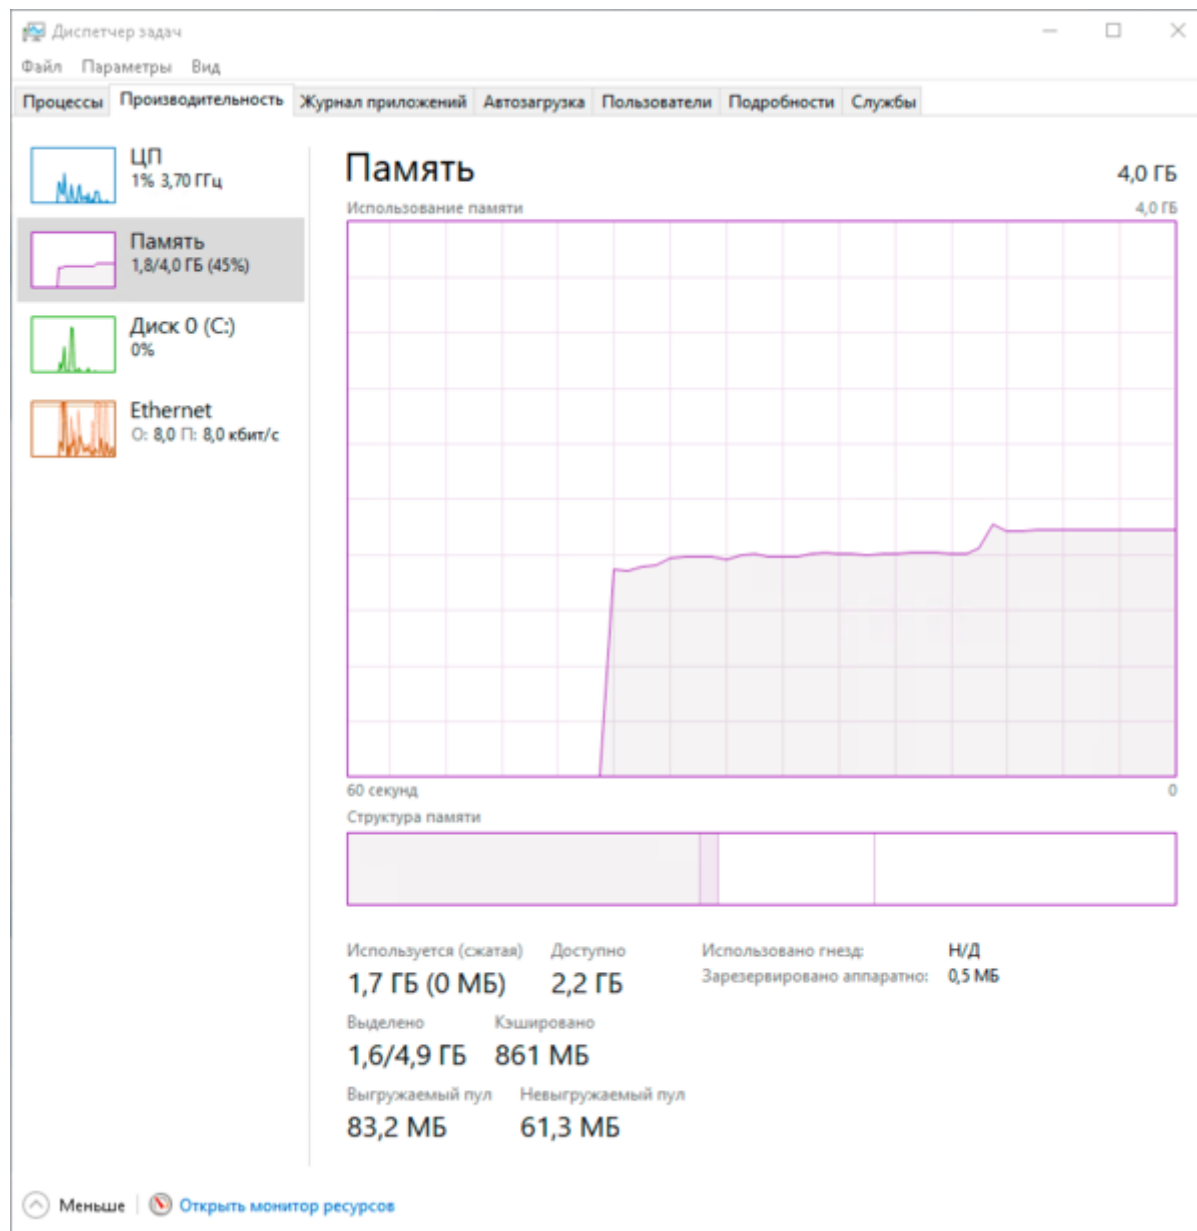 Диспетчер задач
Файл Параметры Вид
Процессы Производительность Журнал приложений Автозагрузка Пользователи Подробности Службы
ЦП
1% 3,70 ГГц
Память
1,8/4,0 ГБ (45%)
Диск 0 (C:)
0%
Ethernet
О: 8,0 П: 8,0 кбит/с
Память 4,0 ГБ
Использование памяти 4,0 ГБ
60 секунд 0
Структура памяти
Используется (сжатая) Доступно
1,7 ГБ (0 МБ) 2,2 ГБ
Выделено Кэшировано
1,6/4,9 ГБ 861 МБ
Выгружаемый пул Невыгружаемый пул
83,2 МБ 61,3 МБ
Использовано гнезд: Н/Д
Зарезервировано аппаратно: 0,5 МБ
Меньше Открыть монитор ресурсов